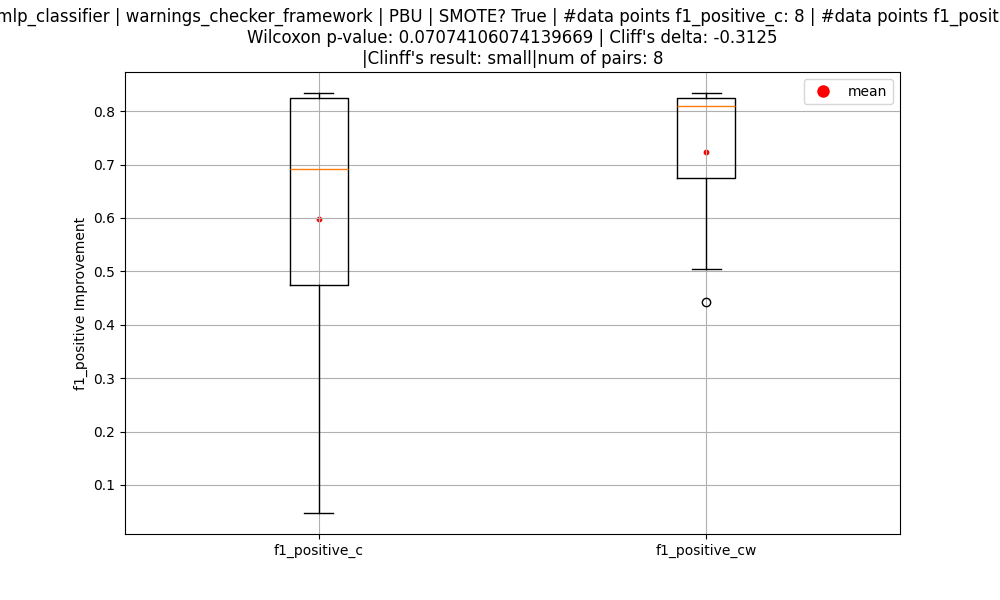 mlp_classifier | warnings_checker_framework | PBU | SMOTE? True | #data points f1_positive_c: 8 | #data points
Wilcoxon p-value: 0.07074106074139669 | Cliff's delta: -0.3125
|Clinff's result: small|num of pairs: 8
mean
0.8
0.7
0.6
0.5
0.4
0.3
0.2
0.1
f1_positive Improvement
f1_positive_c
f1_positive_cw